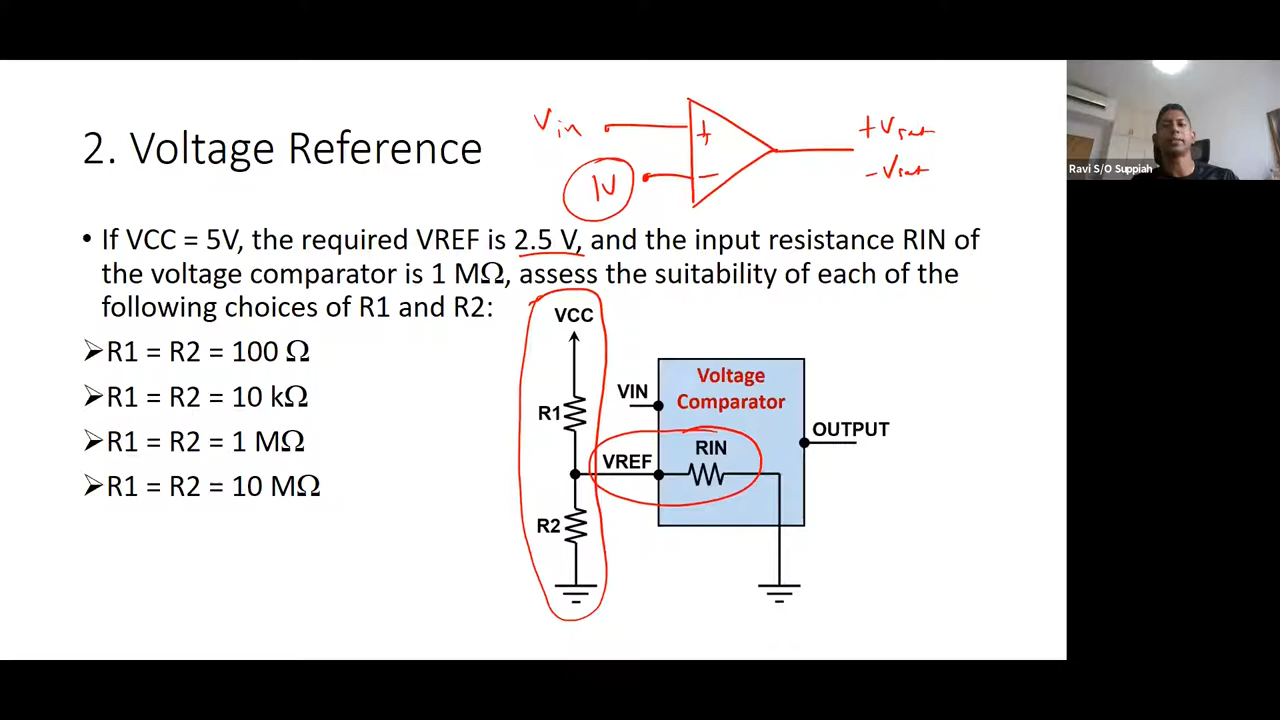 2. Voltage Reference
Vin
+
−
1V
+Vsat
-Vsat
Ravi S/O Suppiah
• If VCC = 5V, the required VREF is 2.5 V, and the input resistance RIN of
the voltage comparator is 1 MΩ, assess the suitability of each of the
following choices of R1 and R2:
➢R1 = R2 = 100 Ω
➢R1 = R2 = 10 kΩ
➢R1 = R2 = 1 MΩ
➢R1 = R2 = 10 MΩ
VCC
R1
R2
VIN
Voltage
Comparator
VREF
RIN
OUTPUT